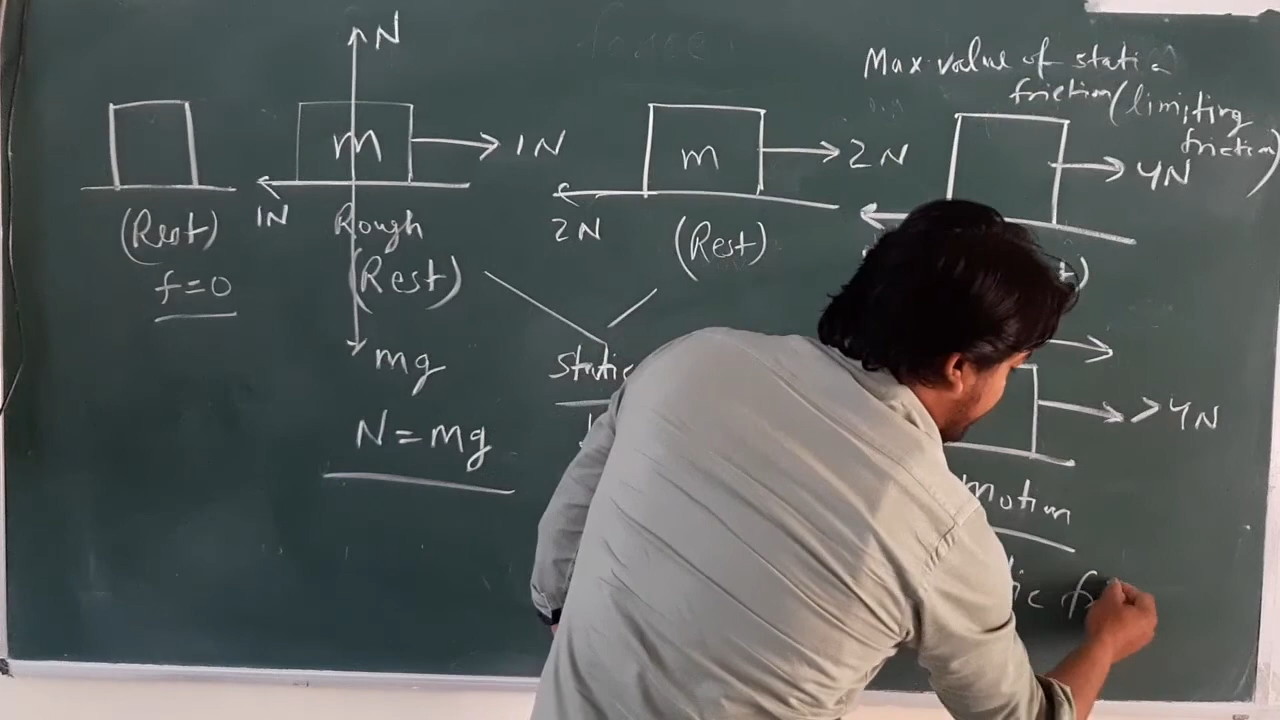 N
Max. value of static
friction (limiting
friction)
m
1N
m
2N
4N
1N
2N
(Rest)
Rough
(Rest)
(Rest)
f=0
mg
static
>4N
N=mg
motion